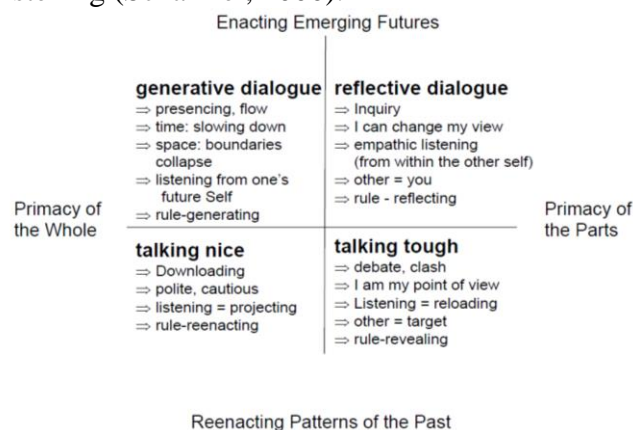 Enacting Emerging Futures
generative dialogue
⇒ presencing, flow
⇒ time: slowing down
⇒ space: boundaries
collapse
⇒ listening from one's
future Self
⇒ rule-generating
reflective dialogue
⇒ Inquiry
⇒ I can change my view
⇒ empathic listening
(from within the other self)
⇒ other = you
⇒ rule - reflecting
Primacy of
the Whole
Primacy of
the Parts
talking nice
⇒ Downloading
⇒ polite, cautious
⇒ listening = projecting
⇒ rule-reenacting
talking tough
⇒ debate, clash
⇒ I am my point of view
⇒ Listening = reloading
⇒ other = target
⇒ rule-revealing
Reenacting Patterns of the Past